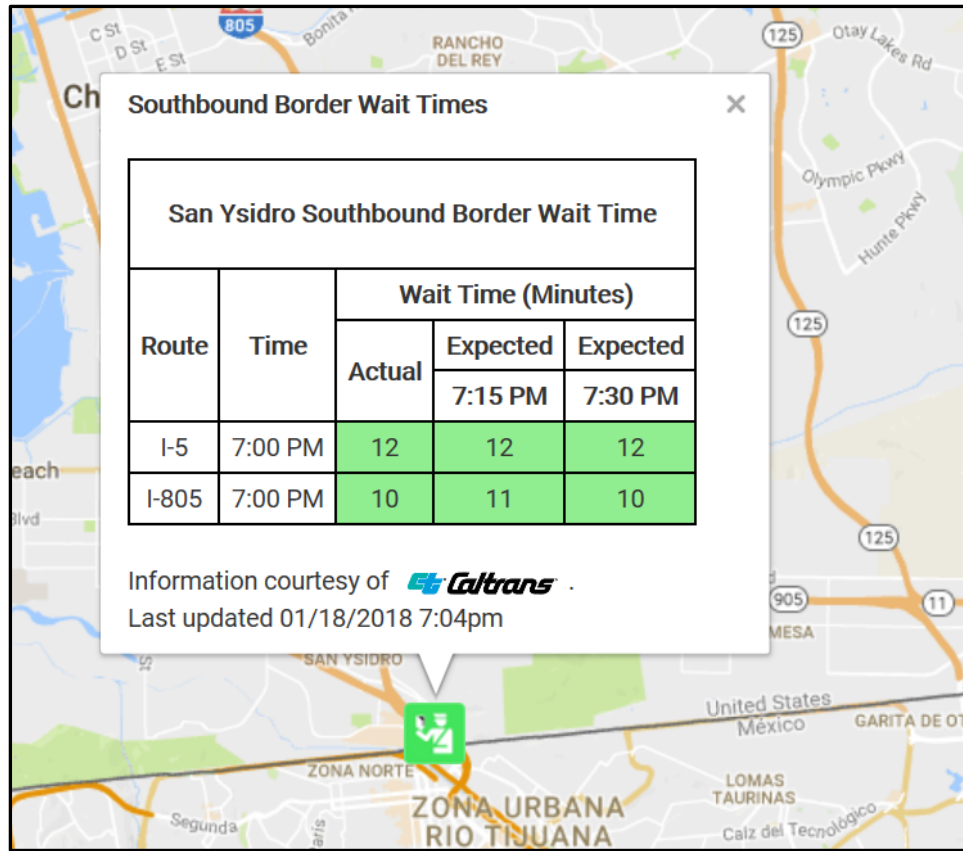 C St
D St
E St
805
Bonita
RANCHO
DEL REY
125
Otay Lakes Rd
Ch
Southbound Border Wait Times
×
San Ysidro Southbound Border Wait Time
Route Time Wait Time (Minutes)
Actual Expected Expected
7:15 PM 7:30 PM
I-5 7:00 PM 12 12 12
I-805 7:00 PM 10 11 10
Information courtesy of Caltrans .
Last updated 01/18/2018 7:04pm
Olympic Pkwy
Hunte Pkwy
125
each
Blvd
125
905
11
MESA
St
SAN YSIDRO
United States
México
GARITA DE OT
ZONA NORTE
LOMAS
TAURINAS
ZONA URBANA
RIO TIJUANA
Segunda
aris
Calz del Tecnológico